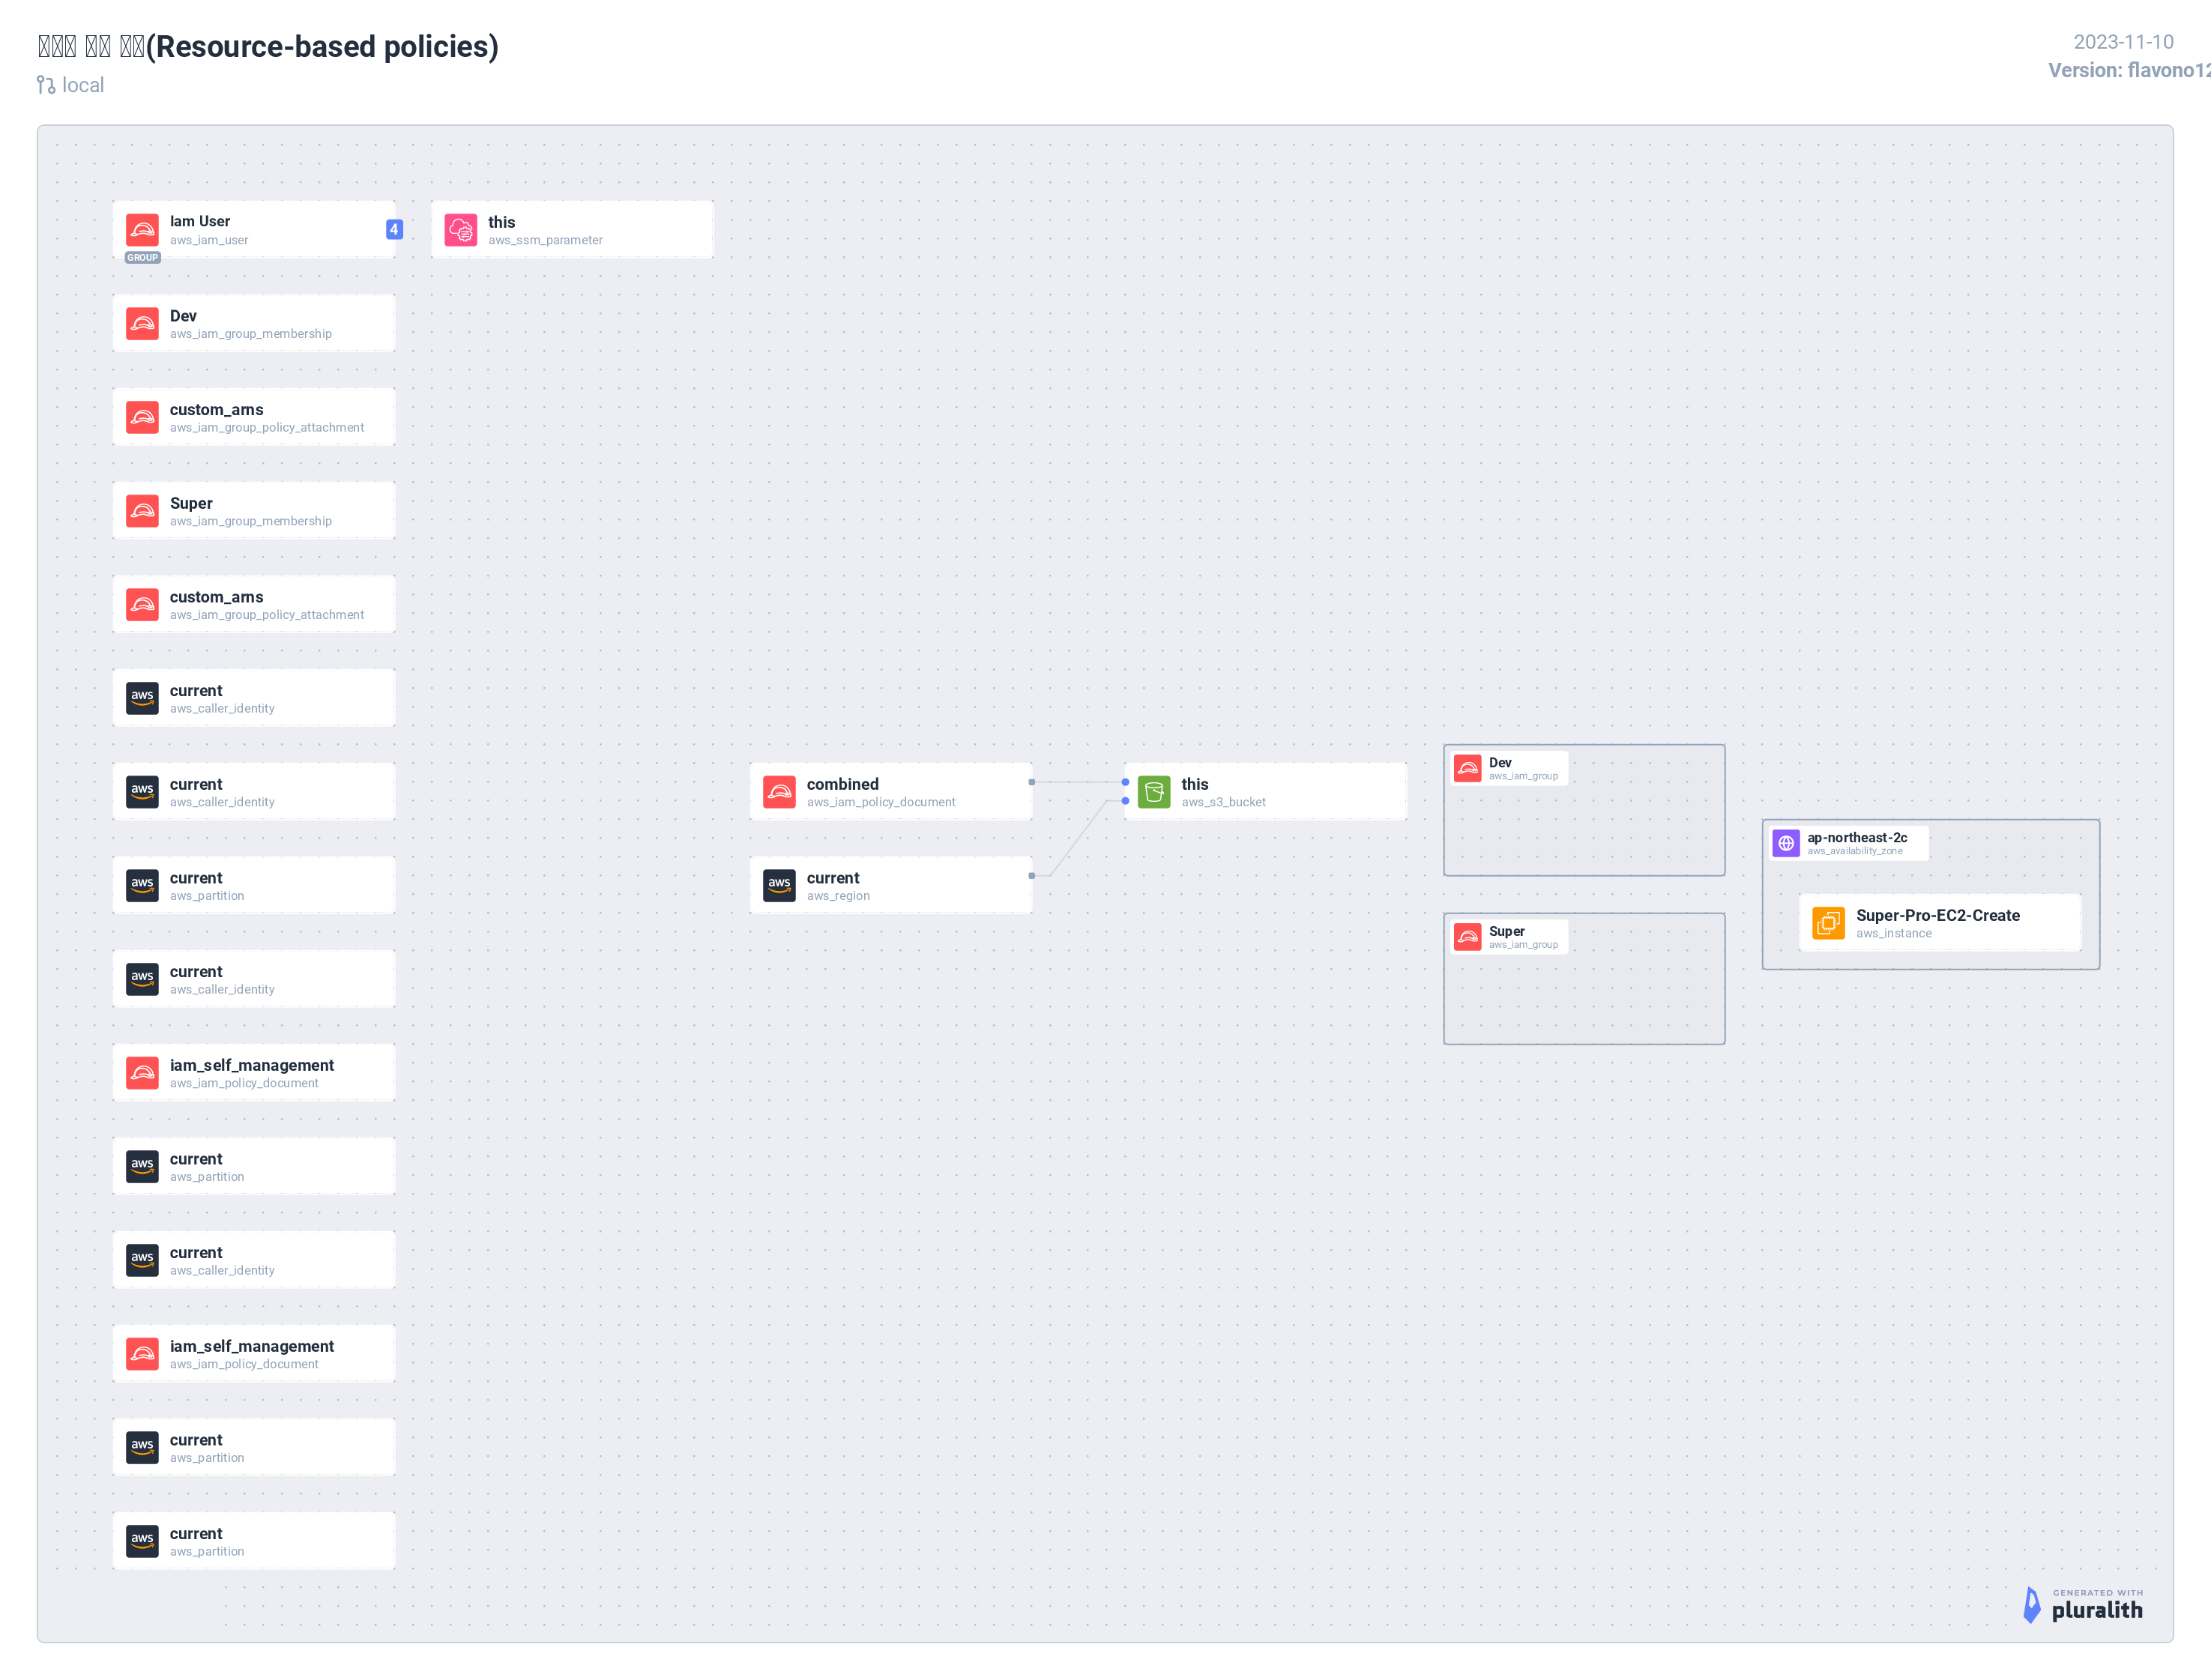 (Resource-based policies)
local
2023-11-10
Version: flavono12
Iam User
aws_iam_user
GROUP
4
this
aws_ssm_parameter
Dev
aws_iam_group_membership
custom_arns
aws_iam_group_policy_attachment
Super
aws_iam_group_membership
custom_arns
aws_iam_group_policy_attachment
aws
current
aws_caller_identity
aws
current
aws_caller_identity
aws
current
aws_partition
aws
current
aws_caller_identity
iam_self_management
aws_iam_policy_document
aws
current
aws_partition
aws
current
aws_caller_identity
iam_self_management
aws_iam_policy_document
aws
current
aws_partition
aws
current
aws_partition
combined
aws_iam_policy_document
aws
current
aws_region
this
aws_s3_bucket
Dev
aws_iam_group
Super
aws_iam_group
ap-northeast-2c
aws_availability_zone
Super-Pro-EC2-Create
aws_instance
GENERATED WITH
pluralith